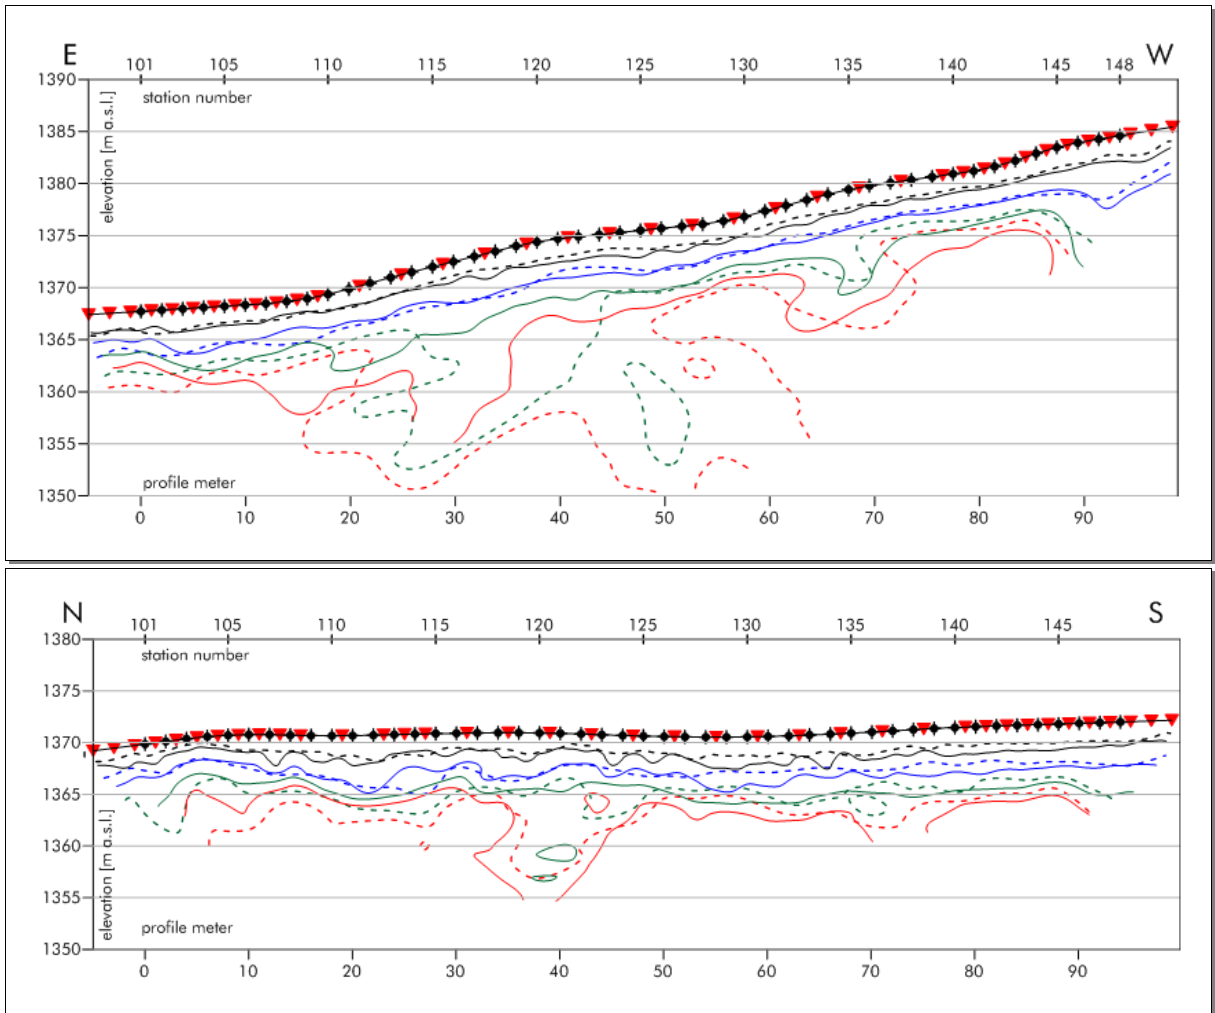 E W
101 105 110 115 120 125 130 135 140 145 148
1390
station number
1385
1380
elevation [m a.s.l.]
1375
1370
1365
1360
1355
profile meter
1350
0 10 20 30 40 50 60 70 80 90
N S
101 105 110 115 120 125 130 135 140 145
1380
station number
1375
1370
1365
1360
elevation [m a.s.l.]
1355
profile meter
1350
0 10 20 30 40 50 60 70 80 90